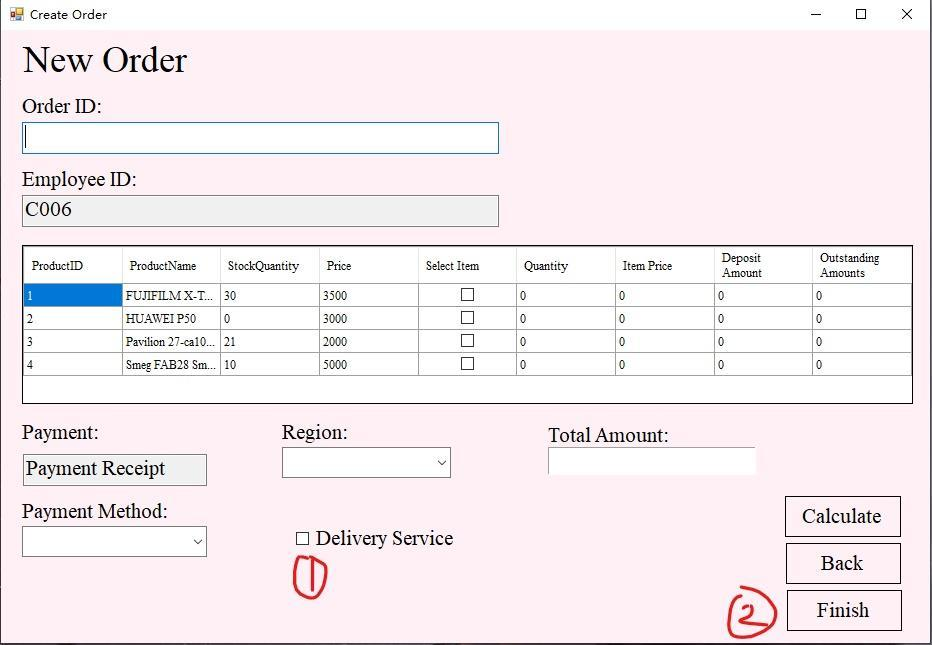 Create Order
New Order
Order ID:
Employee ID:
C006
ProductID ProductName StockQuantity Price Select Item Quantity Item Price Deposit Amount Outstanding Amounts
1 FUJIFILM X-T... 30 3500 0 0 0 0
2 HUAWEI P50 0 3000 0 0 0 0
3 Pavilion 27-ca10... 21 2000 0 0 0 0
4 Smeg FAB28 Sm... 10 5000 0 0 0 0
Payment: Region: Total Amount:
Payment Receipt
Payment Method:
Calculate
Delivery Service
Back
1
2 Finish